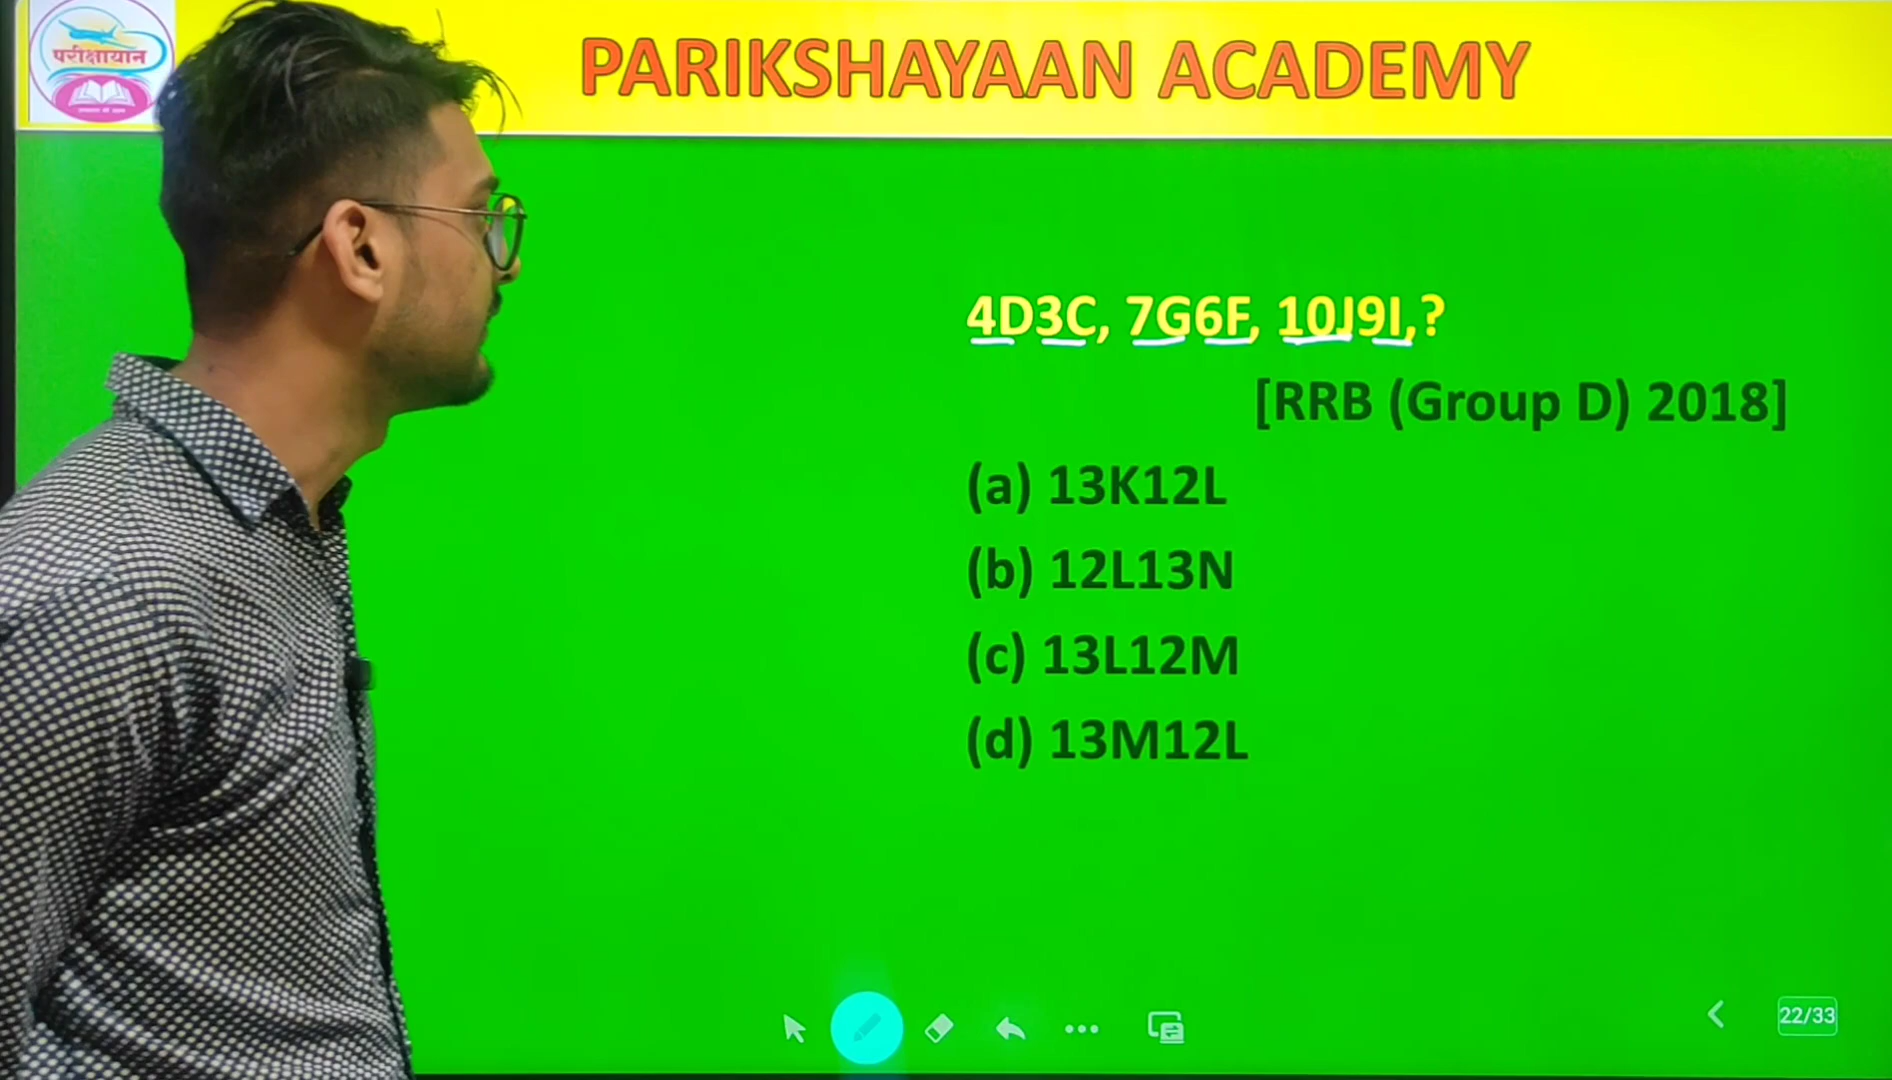 परीक्षायान
PARIKSHAYAAN ACADEMY
4D3C, 7G6F, 10J9I,?
[RRB (Group D) 2018]
(a) 13K12L
(b) 12L13N
(c) 13L12M
(d) 13M12L
22/33